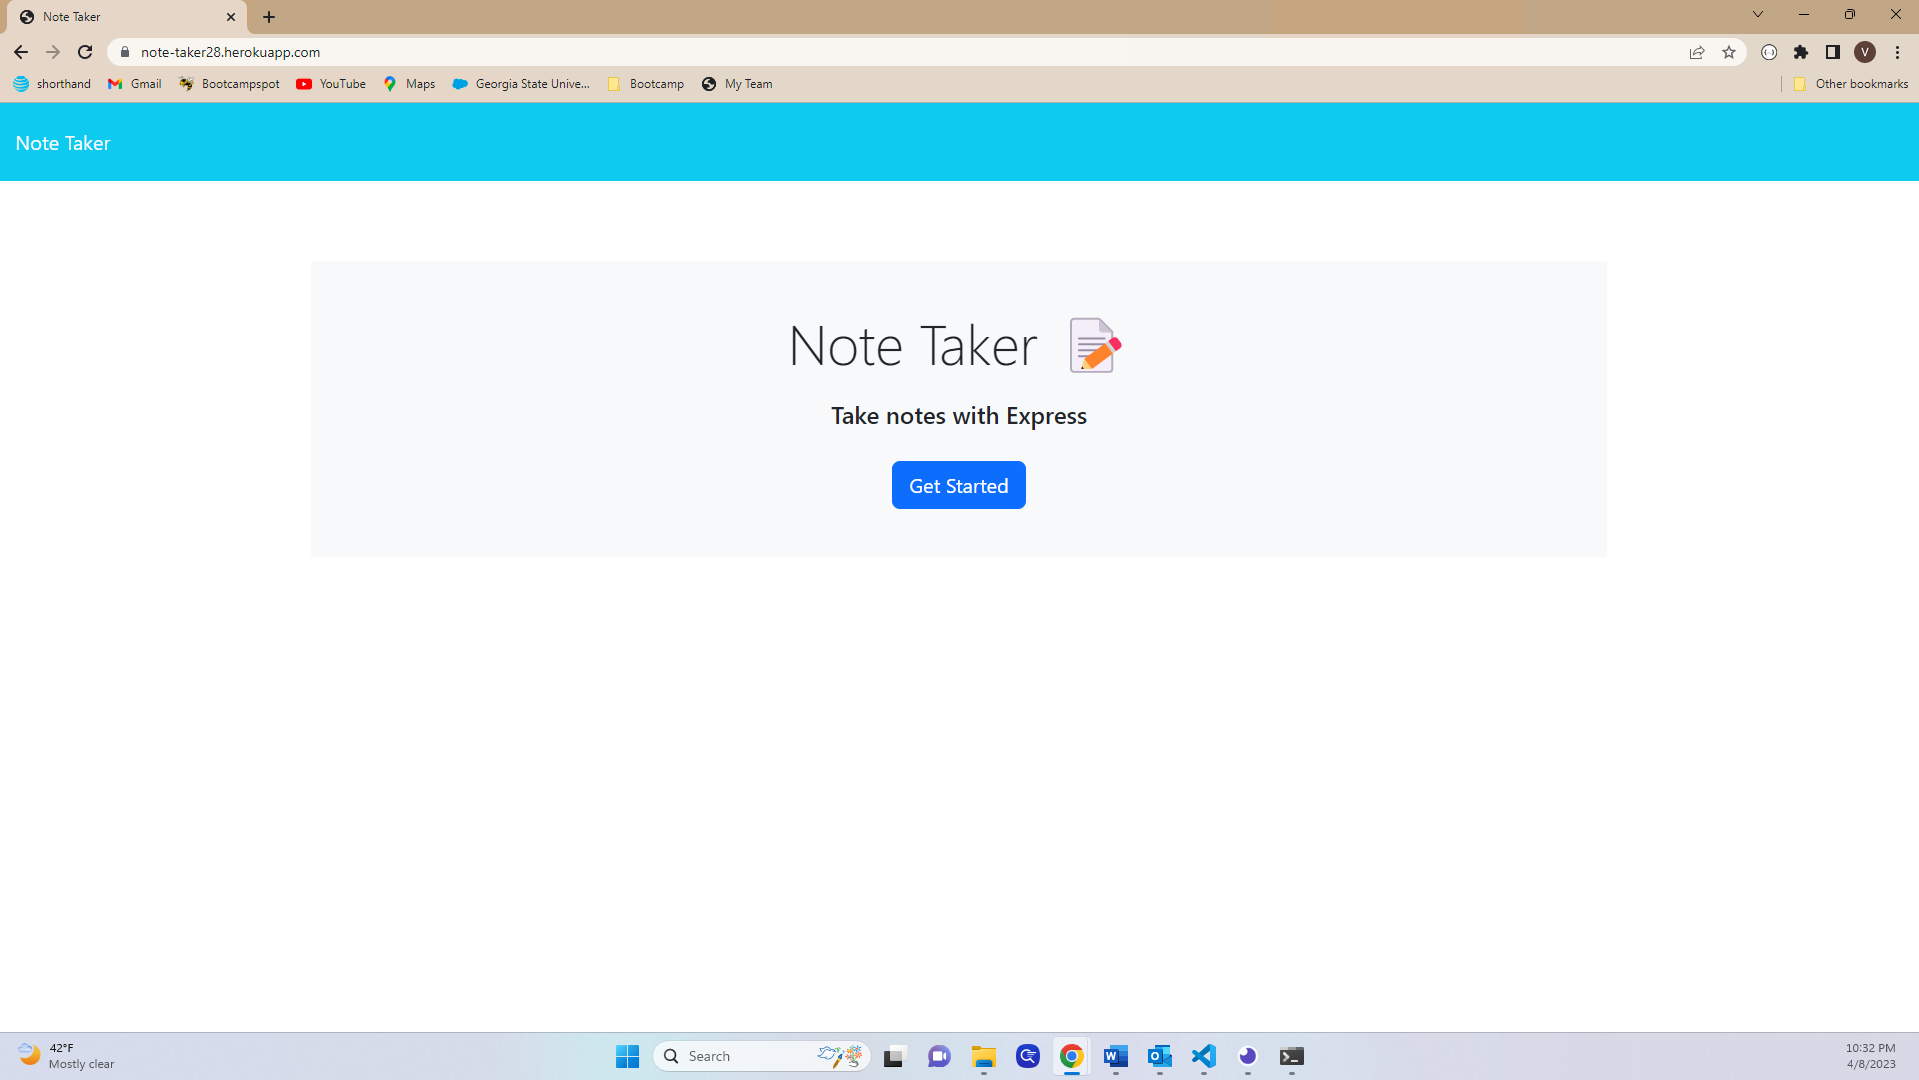 Note Taker
note-taker28.herokuapp.com
V
shorthand Gmail Bootcampspot YouTube Maps Georgia State Unive... Bootcamp My Team Other bookmarks
Note Taker
Note Taker
Take notes with Express
Get Started
42°F
Mostly clear
Search
10:32 PM
4/8/2023